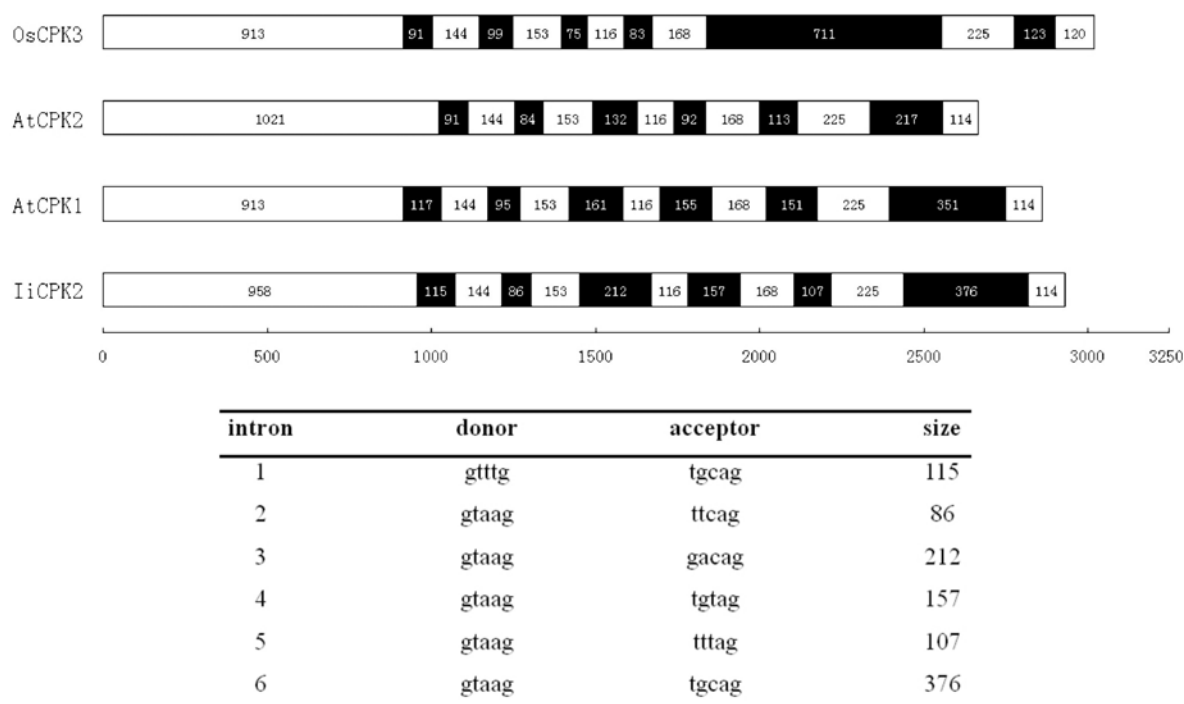 OsCPK3 913 91 144 99 153 75 116 83 168 711 225 123 120
AtCPK2 1021 91 144 84 153 132 116 92 168 113 225 217 114
AtCPK1 913 117 144 95 153 161 116 155 168 151 225 351 114
IiCPK2 958 115 144 86 153 212 116 157 168 107 225 376 114
0 500 1000 1500 2000 2500 3000 3250
intron donor acceptor size
1 gtttg tgcag 115
2 gtaag ttcag 86
3 gtaag gacag 212
4 gtaag tgtag 157
5 gtaag tttag 107
6 gtaag tgcag 376